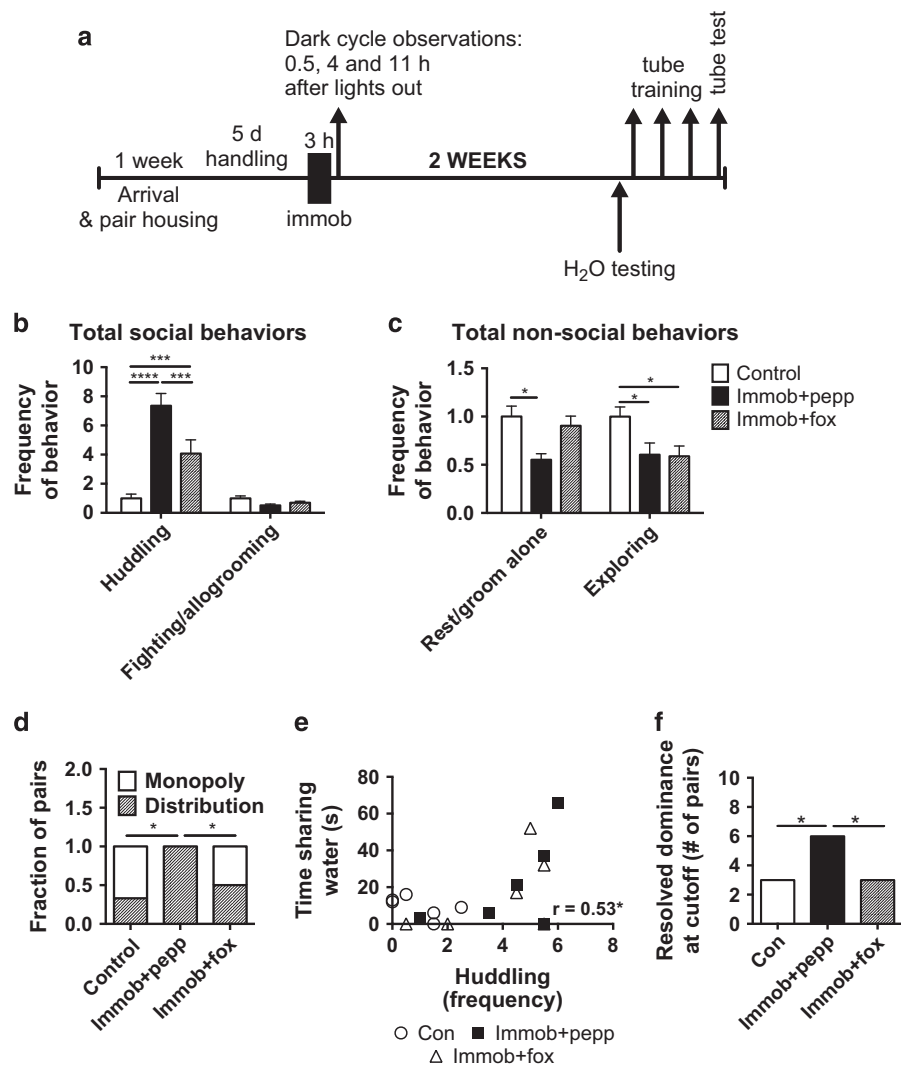 a
Dark cycle observations:
0.5, 4 and 11 h
after lights out
tube
training
tube test
5 d
handling
3 h
1 week
2 WEEKS
Arrival
& pair housing
immob
H₂O testing
b
Total social behaviors
Frequency
of behavior
10
8
6
4
2
0
***
**** ***
Huddling
Fighting/allogrooming
c
Total non-social behaviors
Frequency
of behavior
1.5
1.0
0.5
0.0
*
*
*
Rest/groom alone
Exploring
Control
Immob+pepp
Immob+fox
d
Fraction of pairs
2.0
1.5
1.0
0.5
0.0
Monopoly
Distribution
* *
Control
Immob+pepp
Immob+fox
e
Time sharing
water (s)
80
60
40
20
0
r = 0.53*
0 2 4 6 8
Huddling
(frequency)
Con Immob+pepp
Immob+fox
f
Resolved dominance
at cutoff (# of pairs)
10
8
6
4
2
0
* *
Con
Immob+pepp
Immob+fox